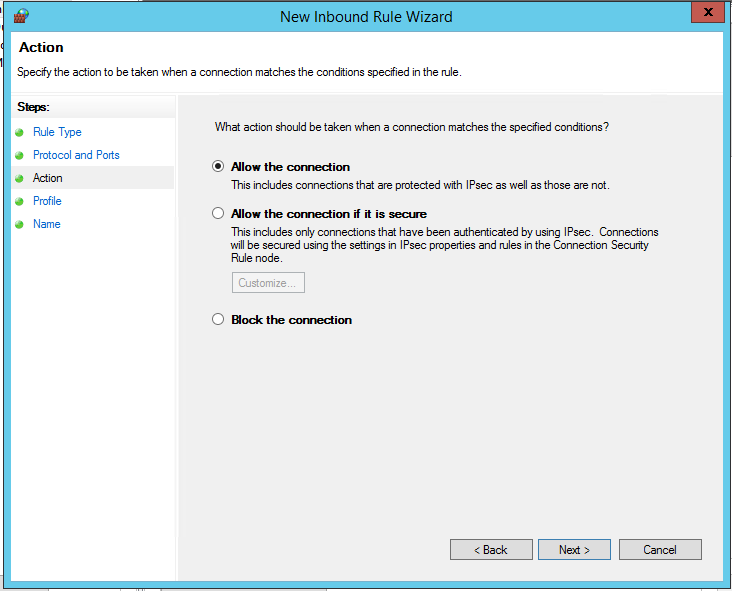 New Inbound Rule Wizard
X
Action
Specify the action to be taken when a connection matches the conditions specified in the rule.
Steps:
Rule Type
Protocol and Ports
Action
Profile
Name
What action should be taken when a connection matches the specified conditions?
Allow the connection
This includes connections that are protected with IPsec as well as those are not.
Allow the connection if it is secure
This includes only connections that have been authenticated by using IPsec. Connections
will be secured using the settings in IPsec properties and rules in the Connection Security
Rule node.
Customize...
Block the connection
< Back
Next >
Cancel